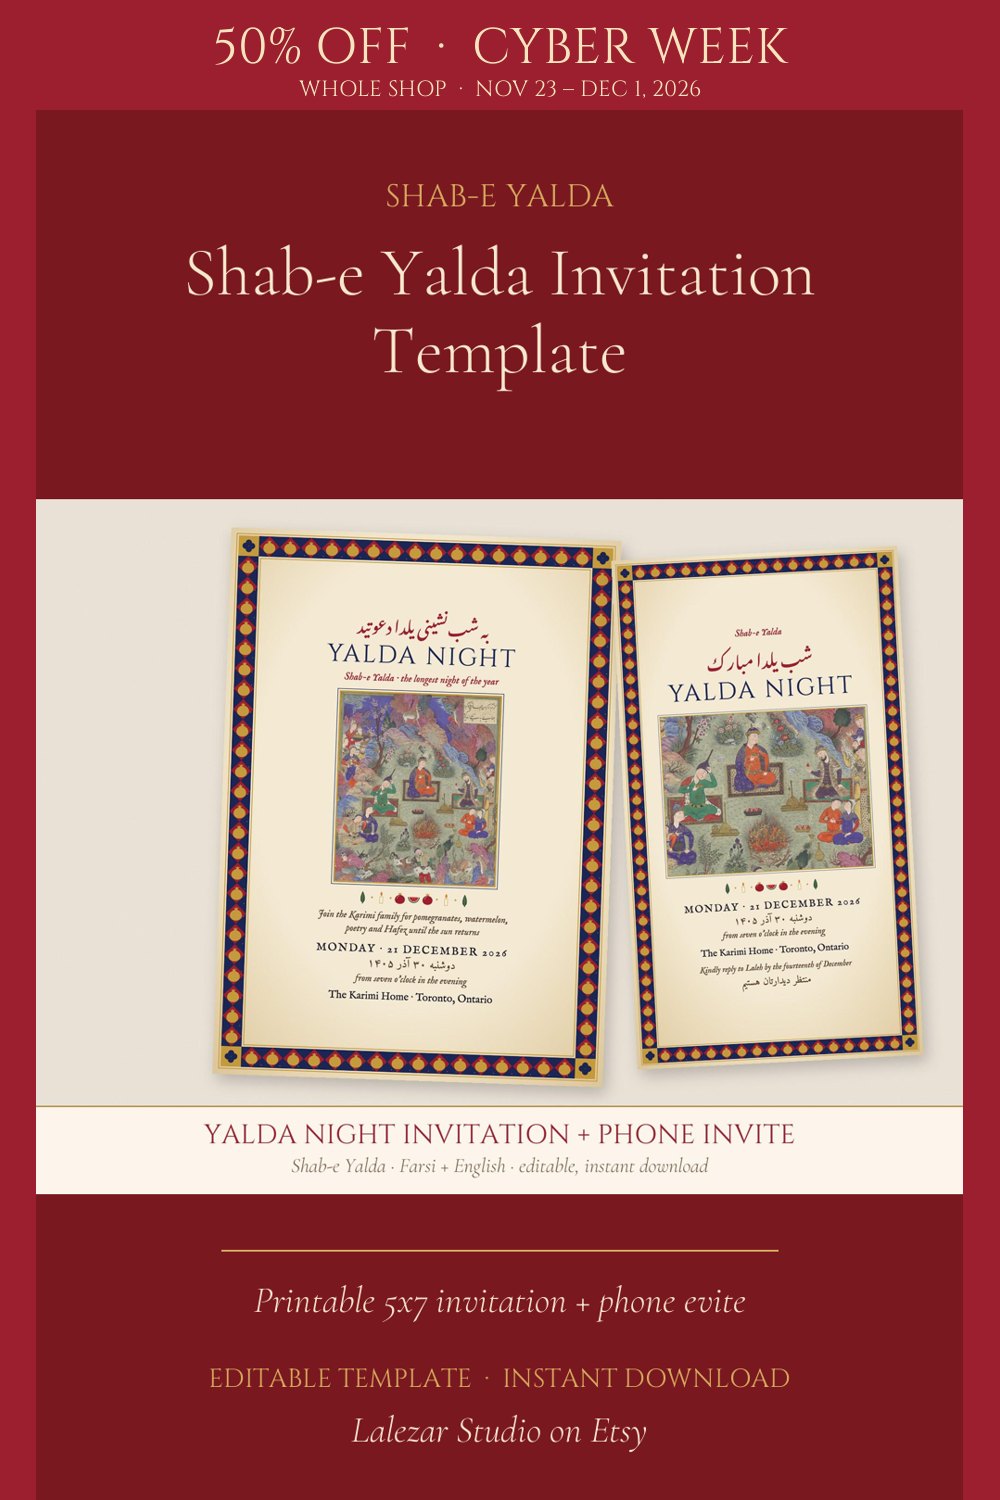 50% OFF · CYBER WEEK
WHOLE SHOP · NOV 23 – DEC 1, 2026
SHAB-E YALDA
Shab-e Yalda Invitation
Template
به شب نشینی یلدا دعوتید
YALDA NIGHT
Shab-e Yalda · the longest night of the year
Join the Karimi family for pomegranates, watermelon,
poetry and Hafez until the sun returns
MONDAY · 21 DECEMBER 2026
دوشنبه ۳۰ آذر ۱۴۰۵
from seven o'clock in the evening
The Karimi Home · Toronto, Ontario
Shab-e Yalda
شب یلدا مبارک
YALDA NIGHT
MONDAY · 21 DECEMBER 2026
دوشنبه ۳۰ آذر ۱۴۰۵
from seven o'clock in the evening
The Karimi Home · Toronto, Ontario
Kindly reply to Laleh by the fourteenth of December
منتظر دیدارتان هستیم
YALDA NIGHT INVITATION + PHONE INVITE
Shab-e Yalda · Farsi + English · editable, instant download
Printable 5x7 invitation + phone evite
EDITABLE TEMPLATE · INSTANT DOWNLOAD
Lalezar Studio on Etsy